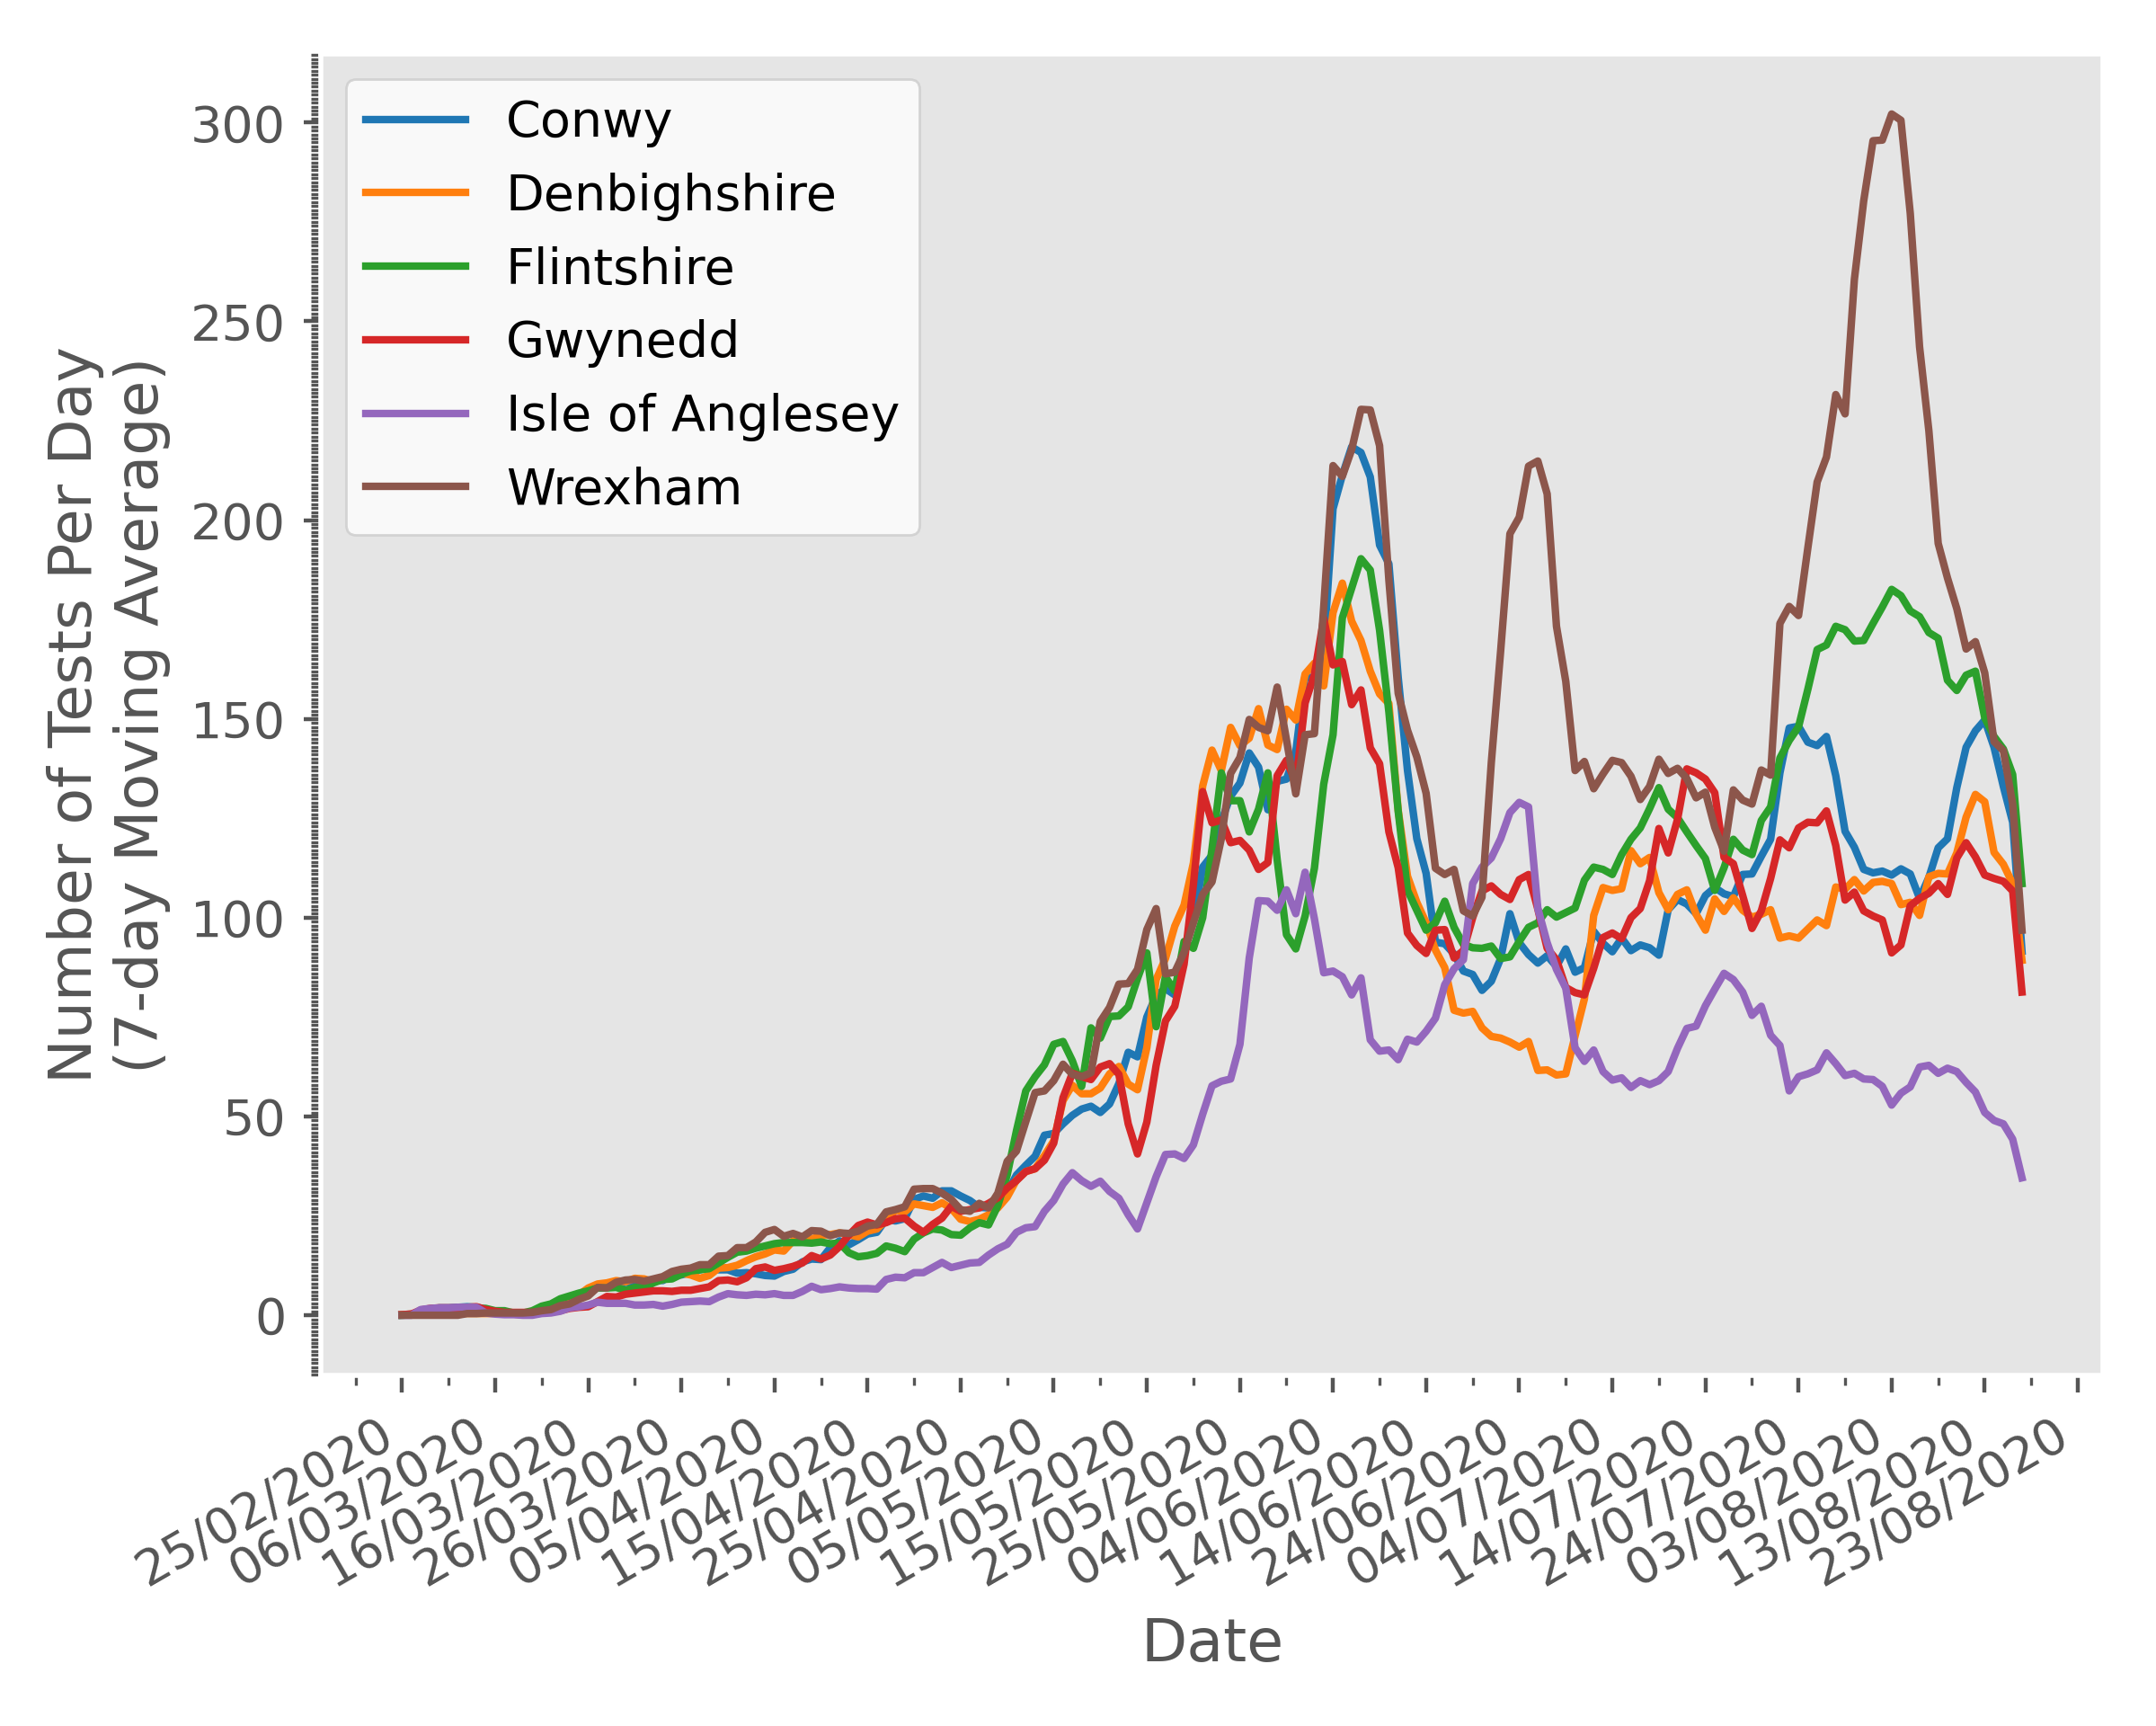 Number of Tests Per Day
(7-day Moving Average)
300
250
200
150
100
50
0
Conwy
Denbighshire
Flintshire
Gwynedd
Isle of Anglesey
Wrexham
25/02/2020
06/03/2020
16/03/2020
26/03/2020
05/04/2020
15/04/2020
25/04/2020
05/05/2020
15/05/2020
25/05/2020
04/06/2020
14/06/2020
24/06/2020
04/07/2020
14/07/2020
24/07/2020
03/08/2020
13/08/2020
23/08/2020
Date